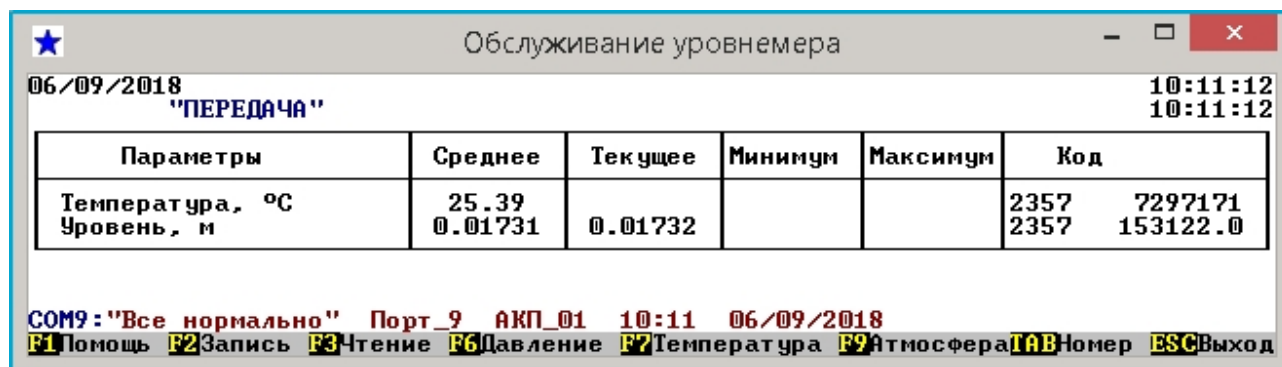 Обслуживание уровнемера
06/09/2018 10:11:12
"ПЕРЕДАЧА" 10:11:12
Параметры Среднее Текущее Минимум Максимум Код
Температура, ºC 25.39 2357 7297171
Уровень, м 0.01731 0.01732 2357 153122.0
COM9:"Все нормально" Порт_9 АКП_01 10:11 06/09/2018
F1Помощь F2Запись F3Чтение F6Давление F7Температура F9АтмосфераTABНомер ESCВыход